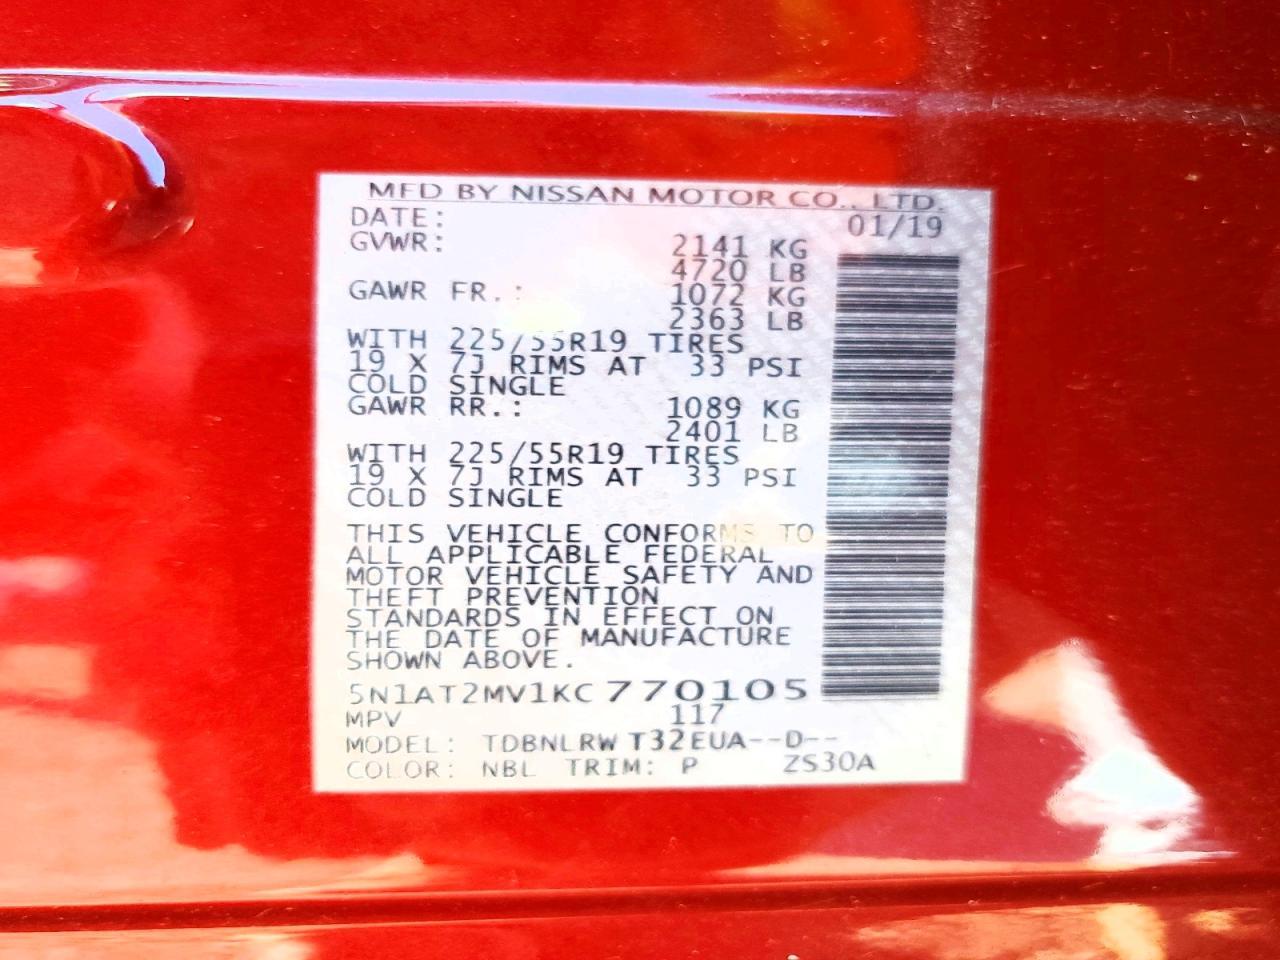 MFD BY NISSAN MOTOR CO., LTD.
DATE: 01/19
GVWR: 2141 KG
4720 LB
GAWR FR.: 1072 KG
2363 LB
WITH 225/55R19 TIRES
19 X 7J RIMS AT 33 PSI
COLD SINGLE
GAWR RR.: 1089 KG
2401 LB
WITH 225/55R19 TIRES
19 X 7J RIMS AT 33 PSI
COLD SINGLE
THIS VEHICLE CONFORMS TO
ALL APPLICABLE FEDERAL
MOTOR VEHICLE SAFETY AND
THEFT PREVENTION
STANDARDS IN EFFECT ON
THE DATE OF MANUFACTURE
SHOWN ABOVE.
5N1AT2MV1KC770105
MPV 117
MODEL: TDBNLRW T32EUA--D--
COLOR: NBL TRIM: P ZS30A